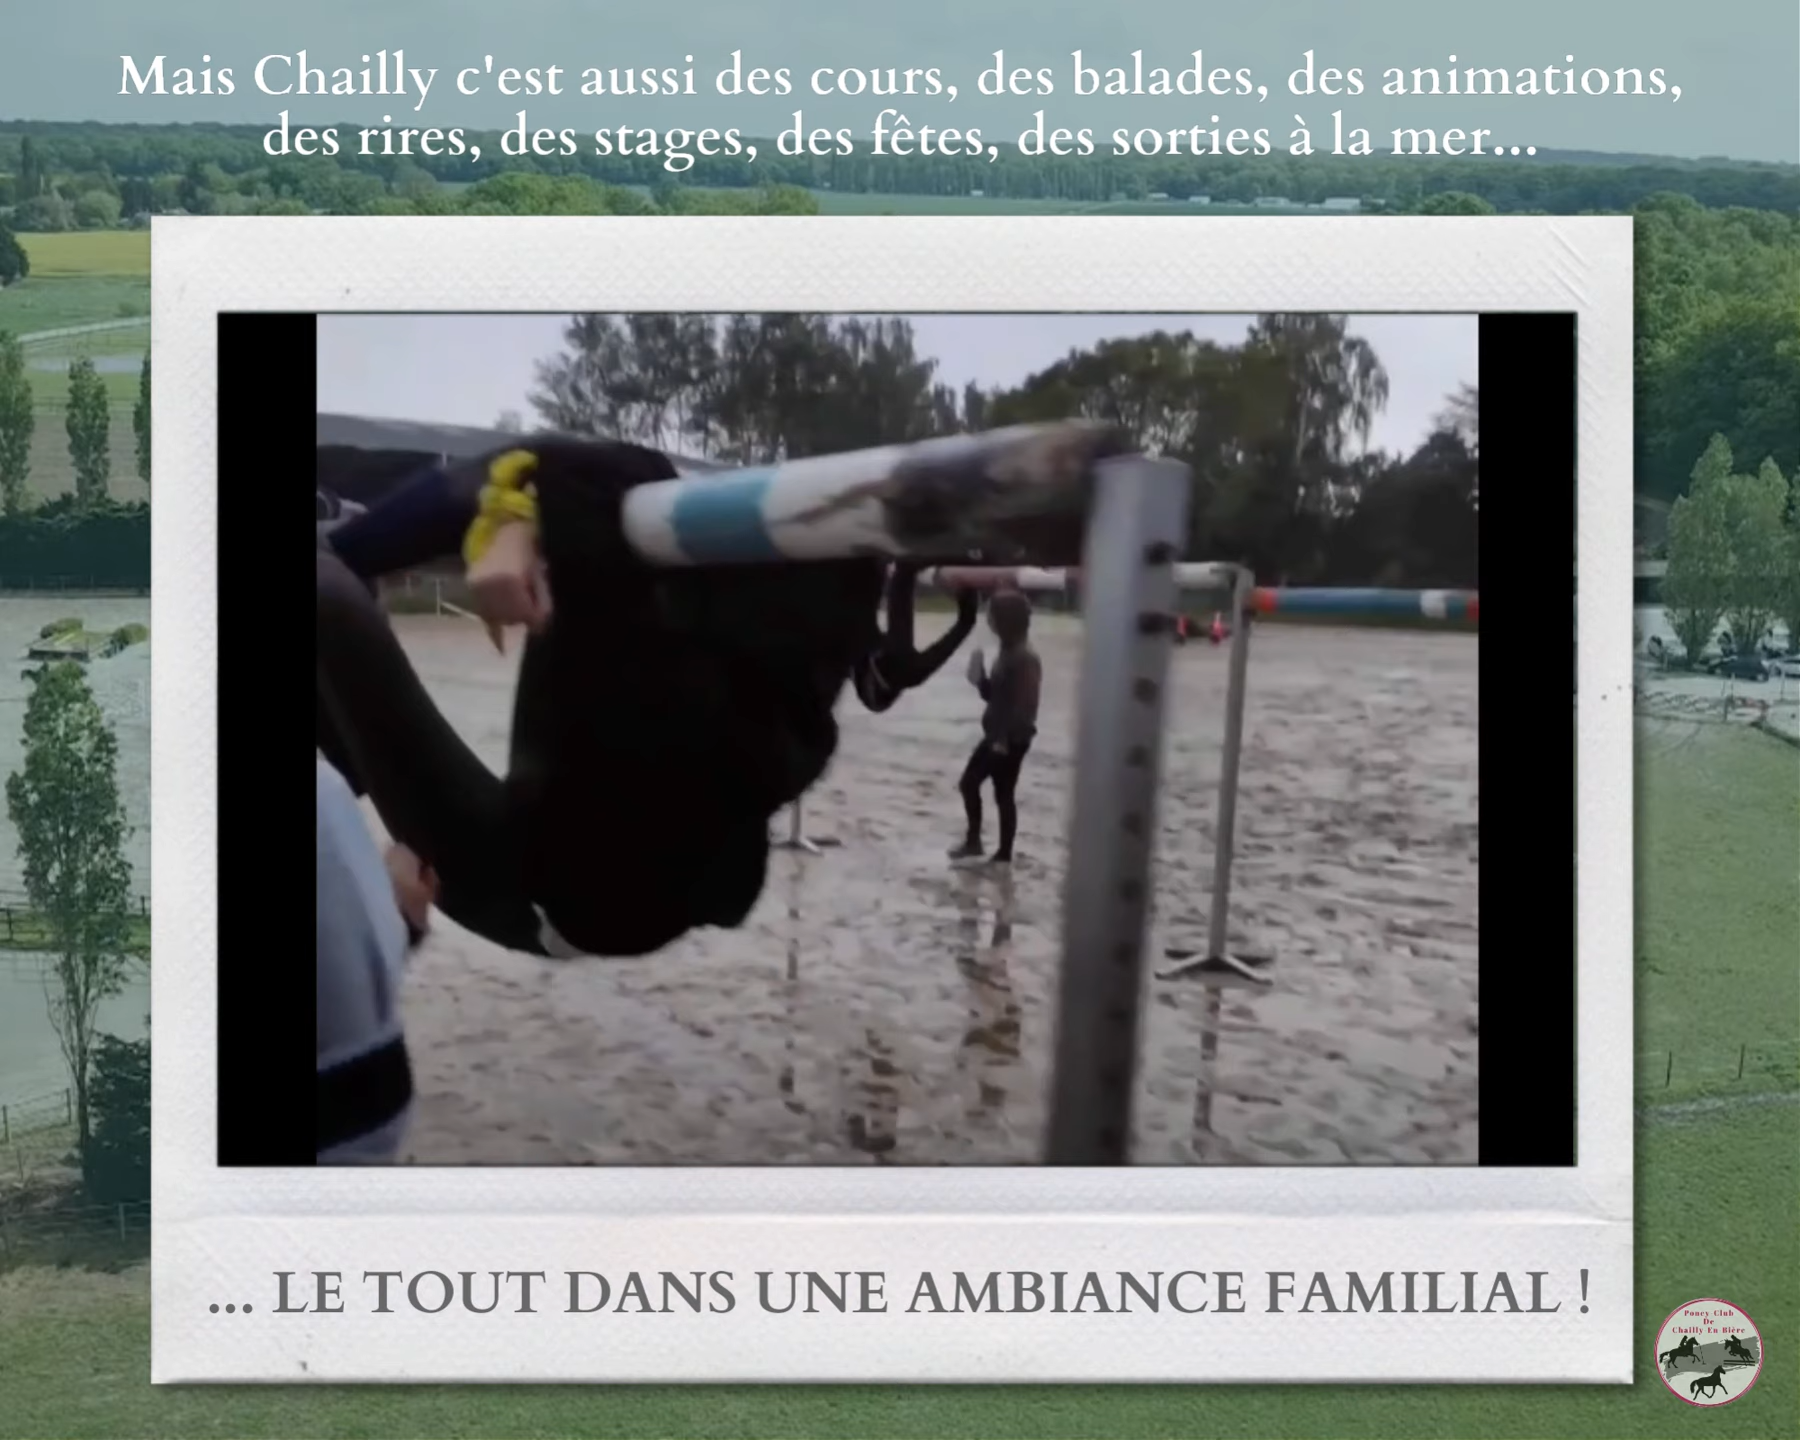 Mais Chailly c'est aussi des cours, des balades, des animations,
des rires, des stages, des fêtes, des sorties à la mer...
... LE TOUT DANS UNE AMBIANCE FAMILIAL !
Poney Club
De
Chailly En Bière